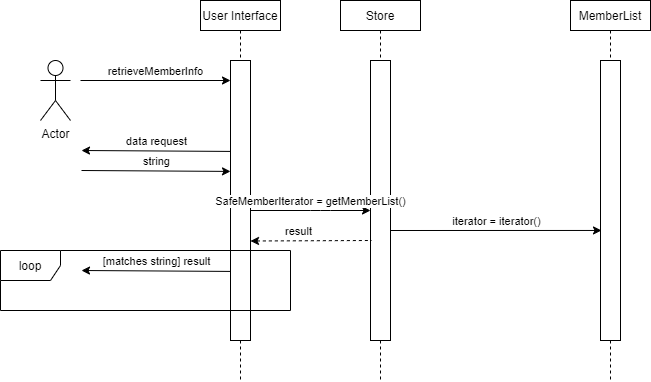 User Interface
Store
MemberList
retrieveMemberInfo
Actor
data request
string
SafeMemberIterator = getMemberList()
iterator = iterator()
result
loop
[matches string] result